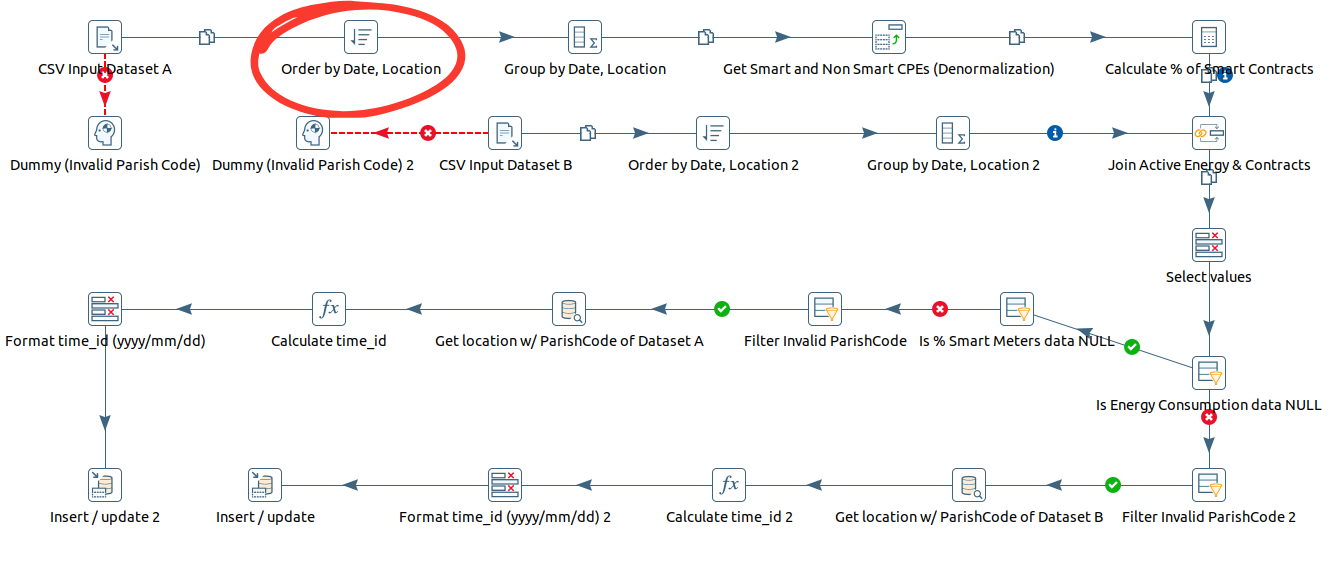 CSV Input Dataset A
Order by Date, Location
Group by Date, Location
Get Smart and Non Smart CPEs (Denormalization)
Calculate % of Smart Contracts
Dummy (Invalid Parish Code)
Dummy (Invalid Parish Code) 2
CSV Input Dataset B
Order by Date, Location 2
Group by Date, Location 2
Join Active Energy & Contracts
Select values
Format time_id (yyyy/mm/dd)
Calculate time_id
Get location w/ ParishCode of Dataset A
Filter Invalid ParishCode
Is % Smart Meters data NULL
Is Energy Consumption data NULL
Insert / update 2
Insert / update
Format time_id (yyyy/mm/dd) 2
Calculate time_id 2
Get location w/ ParishCode of Dataset B
Filter Invalid ParishCode 2